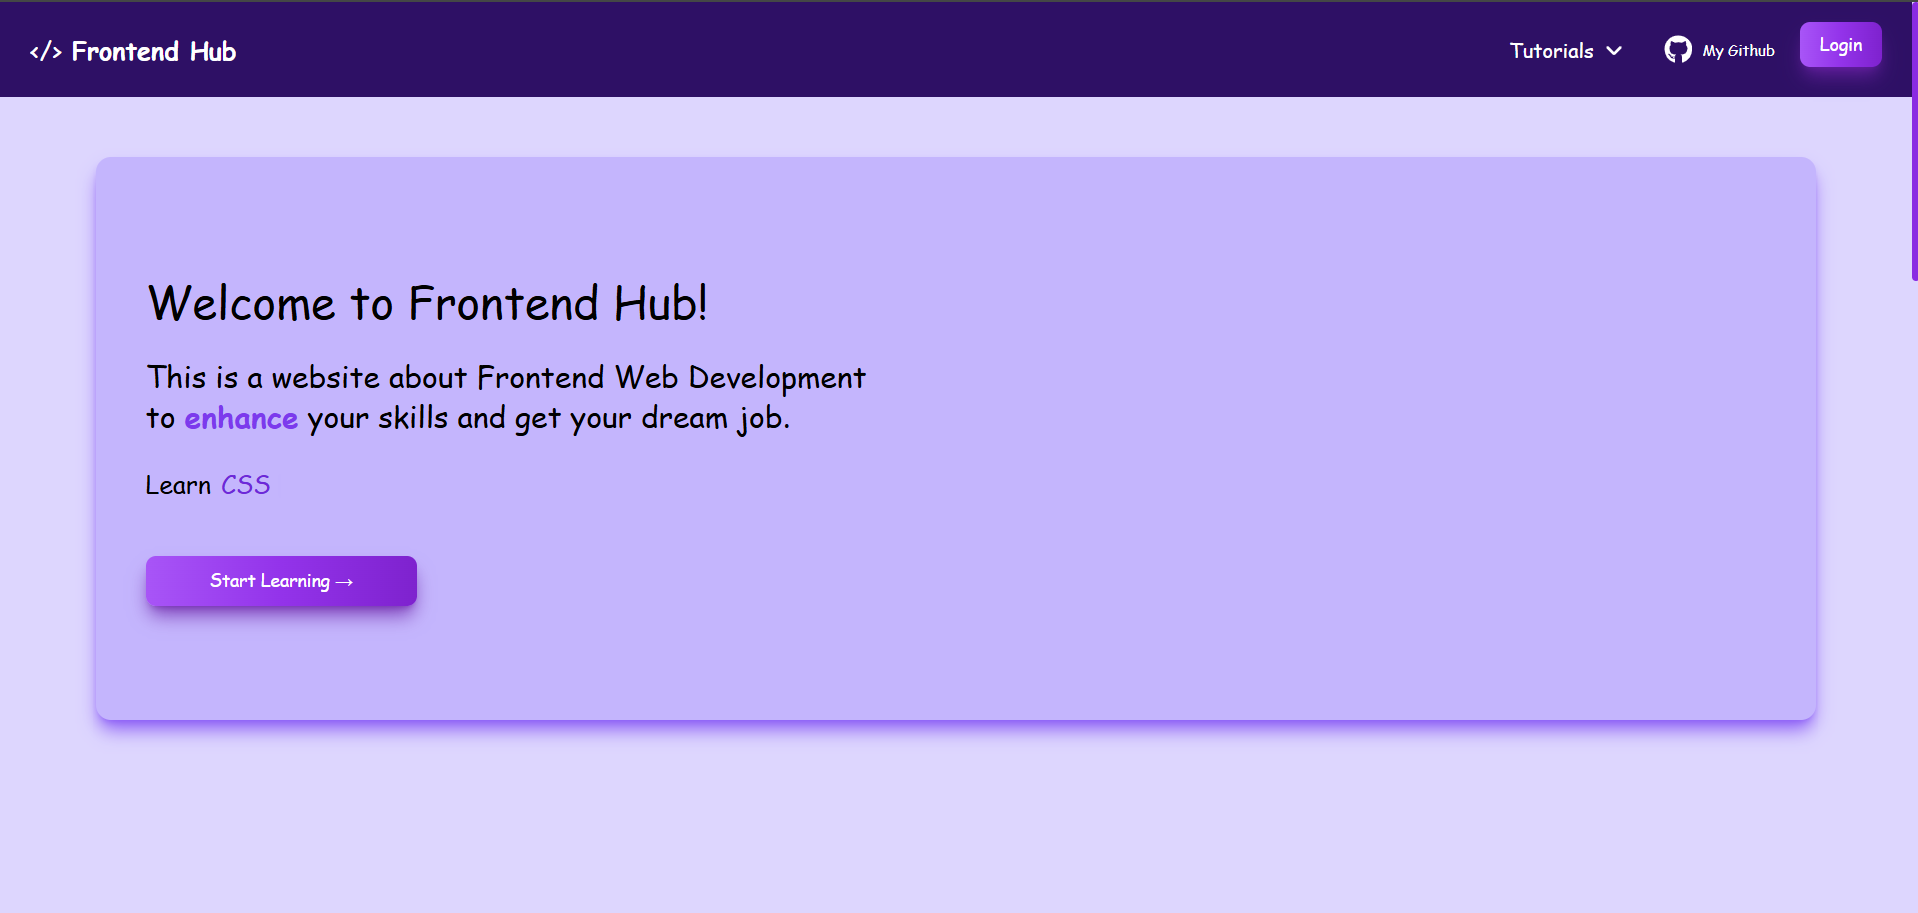 </> Frontend Hub
Tutorials
My Github
Login
Welcome to Frontend Hub!
This is a website about Frontend Web Development
to enhance your skills and get your dream job.
Learn CSS
Start Learning →